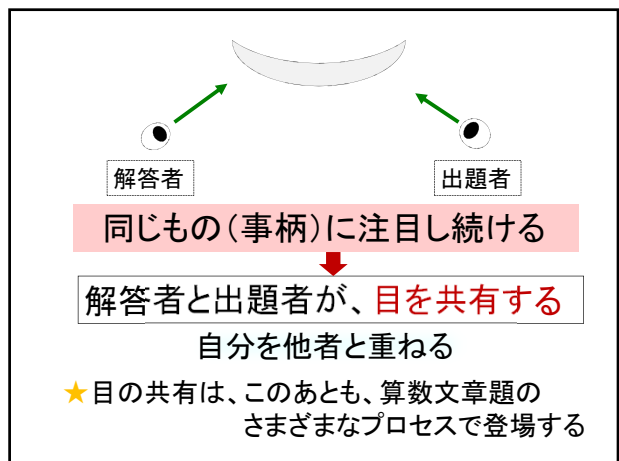 解答者
出題者
同じもの(事柄)に注目し続ける
解答者と出題者が、目を共有する
自分を他者と重ねる
★目の共有は、このあとも、算数文章題の
さまざまなプロセスで登場する